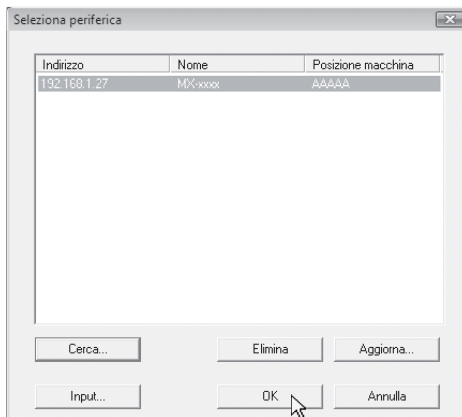 Seleziona periferica
Indirizzo Nome Posizione macchina
192.168.1.27 MX-xxxx AAAAA
Cerca... Elimina Aggiorna...
Input... OK Annulla